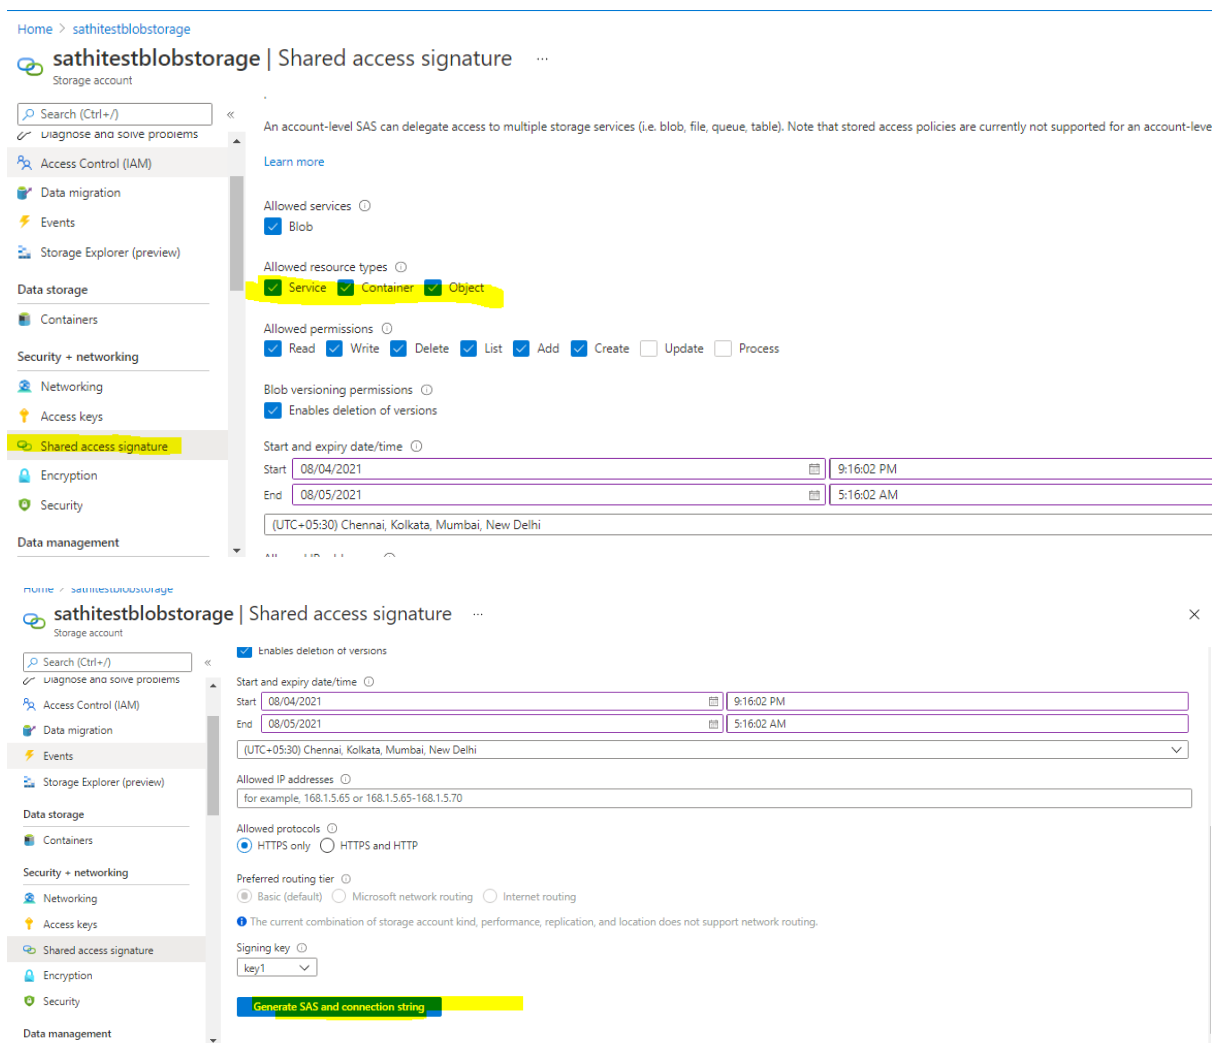 Home > sathitestblobstorage
sathitestblobstorage | Shared access signature ...
Storage account
Search (Ctrl+/) «
Diagnose and solve problems
Access Control (IAM)
Data migration
Events
Storage Explorer (preview)
Data storage
Containers
Security + networking
Networking
Access keys
Shared access signature
Encryption
Security
Data management
An account-level SAS can delegate access to multiple storage services (i.e. blob, file, queue, table). Note that stored access policies are currently not supported for an account-leve
Learn more
Allowed services
Blob
Allowed resource types
Service Container Object
Allowed permissions
Read Write Delete List Add Create Update Process
Blob versioning permissions
Enables deletion of versions
Start and expiry date/time
Start 08/04/2021 9:16:02 PM
End 08/05/2021 5:16:02 AM
(UTC+05:30) Chennai, Kolkata, Mumbai, New Delhi
Home > sathitestblobstorage
sathitestblobstorage | Shared access signature ...
Storage account
Search (Ctrl+/) «
Diagnose and solve problems
Access Control (IAM)
Data migration
Events
Storage Explorer (preview)
Data storage
Containers
Security + networking
Networking
Access keys
Shared access signature
Encryption
Security
Data management
Enables deletion of versions
Start and expiry date/time
Start 08/04/2021 9:16:02 PM
End 08/05/2021 5:16:02 AM
(UTC+05:30) Chennai, Kolkata, Mumbai, New Delhi
Allowed IP addresses
for example, 168.1.5.65 or 168.1.5.65-168.1.5.70
Allowed protocols
HTTPS only HTTPS and HTTP
Preferred routing tier
Basic (default) Microsoft network routing Internet routing
The current combination of storage account kind, performance, replication, and location does not support network routing.
Signing key
key1
Generate SAS and connection string